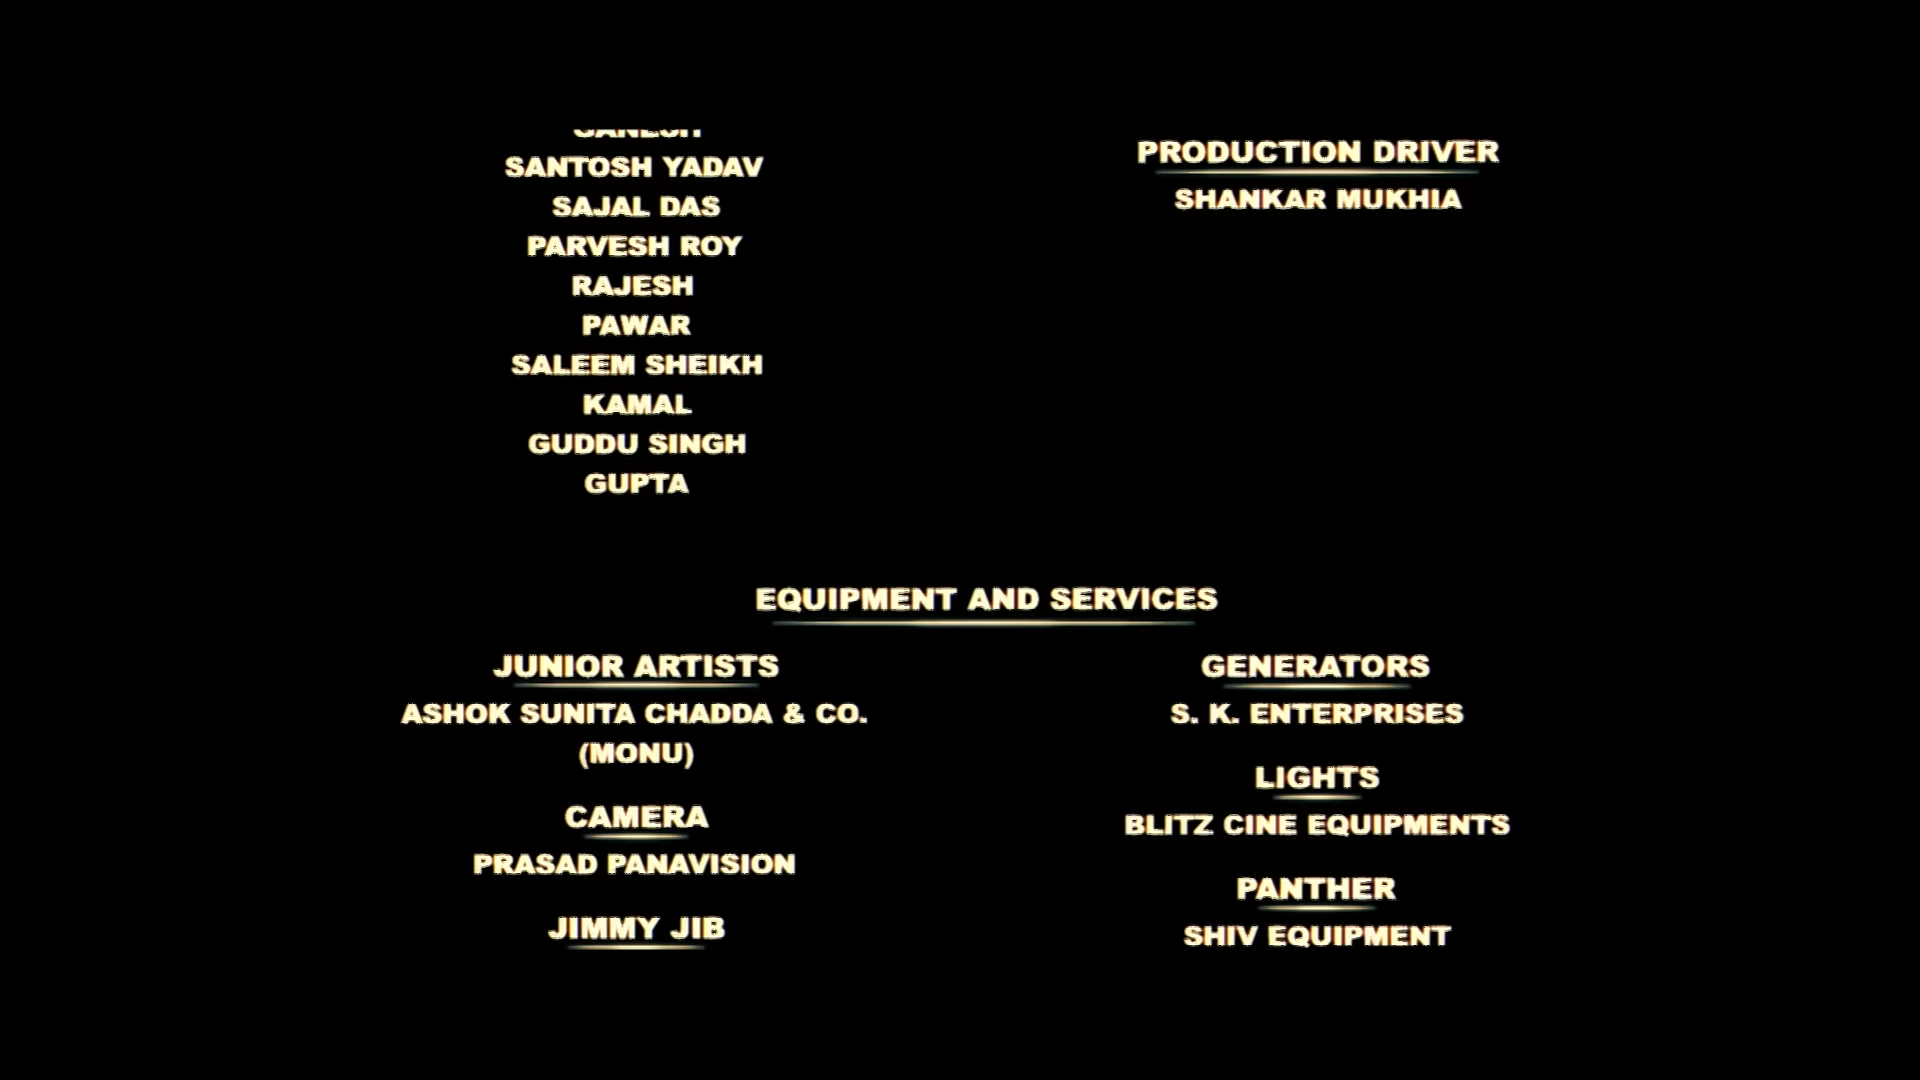 GANESH
SANTOSH YADAV
SAJAL DAS
PARVESH ROY
RAJESH
PAWAR
SALEEM SHEIKH
KAMAL
GUDDU SINGH
GUPTA
PRODUCTION DRIVER
SHANKAR MUKHIA
EQUIPMENT AND SERVICES
JUNIOR ARTISTS
ASHOK SUNITA CHADDA & CO.
(MONU)
CAMERA
PRASAD PANAVISION
JIMMY JIB
GENERATORS
S. K. ENTERPRISES
LIGHTS
BLITZ CINE EQUIPMENTS
PANTHER
SHIV EQUIPMENT